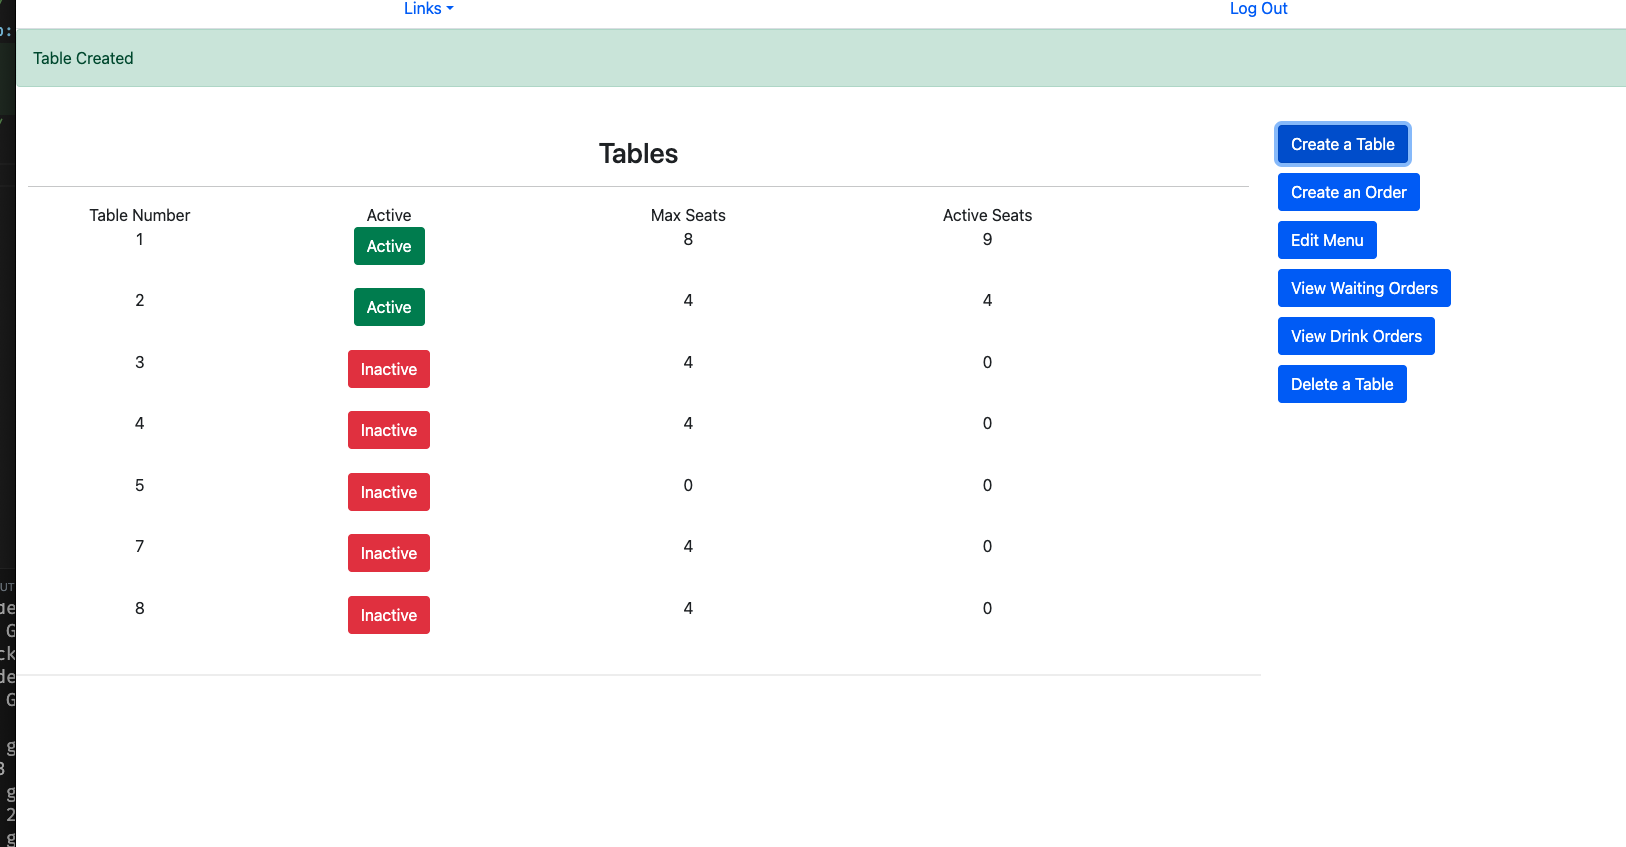 Links
Log Out
Table Created
Tables
Table Number Active Max Seats Active Seats
1 Active 8 9
2 Active 4 4
3 Inactive 4 0
4 Inactive 4 0
5 Inactive 0 0
7 Inactive 4 0
8 Inactive 4 0
Create a Table
Create an Order
Edit Menu
View Waiting Orders
View Drink Orders
Delete a Table